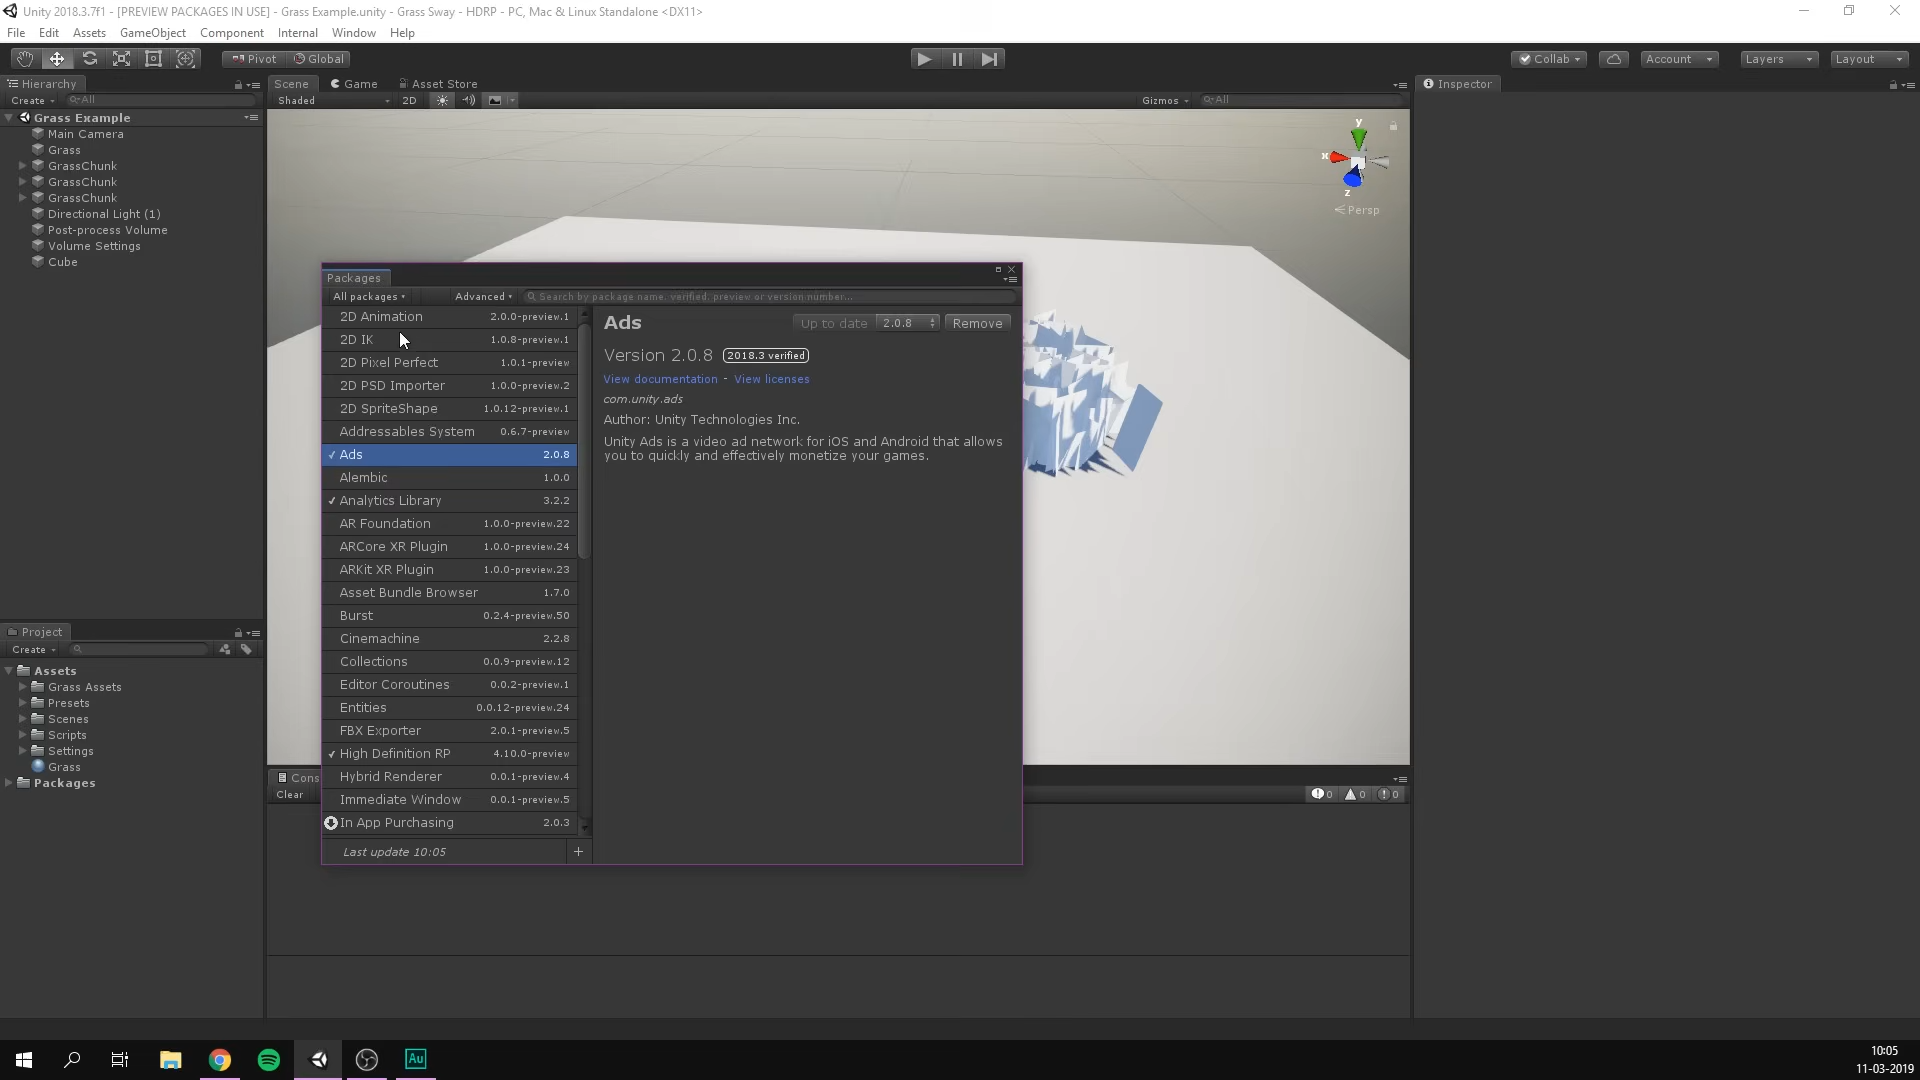 Unity 2018.3.7f1 - [PREVIEW PACKAGES IN USE] - Grass Example.unity - Grass Sway - HDRP - PC, Mac & Linux Standalone <DX11>
File Edit Assets GameObject Component Internal Window Help
Pivot Global Collab Account Layers Layout
Hierarchy
Create All
Grass Example
Main Camera
Grass
GrassChunk
GrassChunk
GrassChunk
Directional Light (1)
Post-process Volume
Volume Settings
Cube
Scene Game Asset Store
Shaded 2D Gizmos All
y
x
z
Persp
Inspector
Packages
All packages Advanced Search by package name, verified, preview or version number...
2D Animation 2.0.0-preview.1
2D IK 1.0.8-preview.1
2D Pixel Perfect 1.0.1-preview
2D PSD Importer 1.0.0-preview.2
2D SpriteShape 1.0.12-preview.1
Addressables System 0.6.7-preview
✓ Ads 2.0.8
Alembic 1.0.0
✓ Analytics Library 3.2.2
AR Foundation 1.0.0-preview.22
ARCore XR Plugin 1.0.0-preview.24
ARKit XR Plugin 1.0.0-preview.23
Asset Bundle Browser 1.7.0
Burst 0.2.4-preview.50
Cinemachine 2.2.8
Collections 0.0.9-preview.12
Editor Coroutines 0.0.2-preview.1
Entities 0.0.12-preview.24
FBX Exporter 2.0.1-preview.5
✓ High Definition RP 4.10.0-preview
Hybrid Renderer 0.0.1-preview.4
Immediate Window 0.0.1-preview.5
In App Purchasing 2.0.3
Last update 10:05 +
Ads Up to date 2.0.8 Remove
Version 2.0.8 2018.3 verified
View documentation - View licenses
com.unity.ads
Author: Unity Technologies Inc.
Unity Ads is a video ad network for iOS and Android that allows
you to quickly and effectively monetize your games.
Project
Create
Assets
Grass Assets
Presets
Scenes
Scripts
Settings
Grass
Packages
Cons
Clear 0 0 0
Au
10:05
11-03-2019